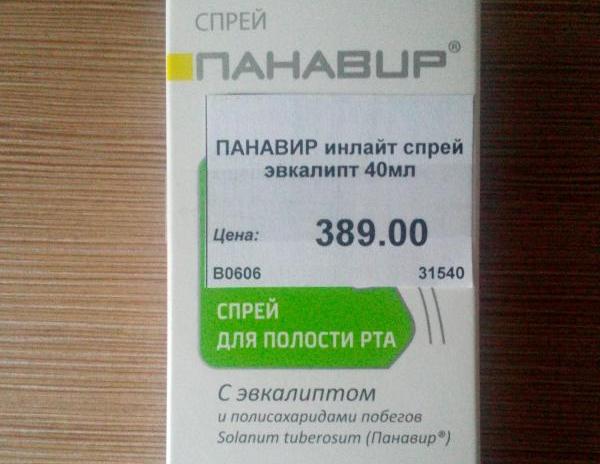 СПРЕЙ
ПАНАВИР®
ПАНАВИР инлайт спрей
эвкалипт 40мл
Цена: 389.00
В0606 31540
СПРЕЙ
ДЛЯ ПОЛОСТИ РТА
С эвкалиптом
и полисахаридами побегов
Solanum tuberosum (Панавир®)